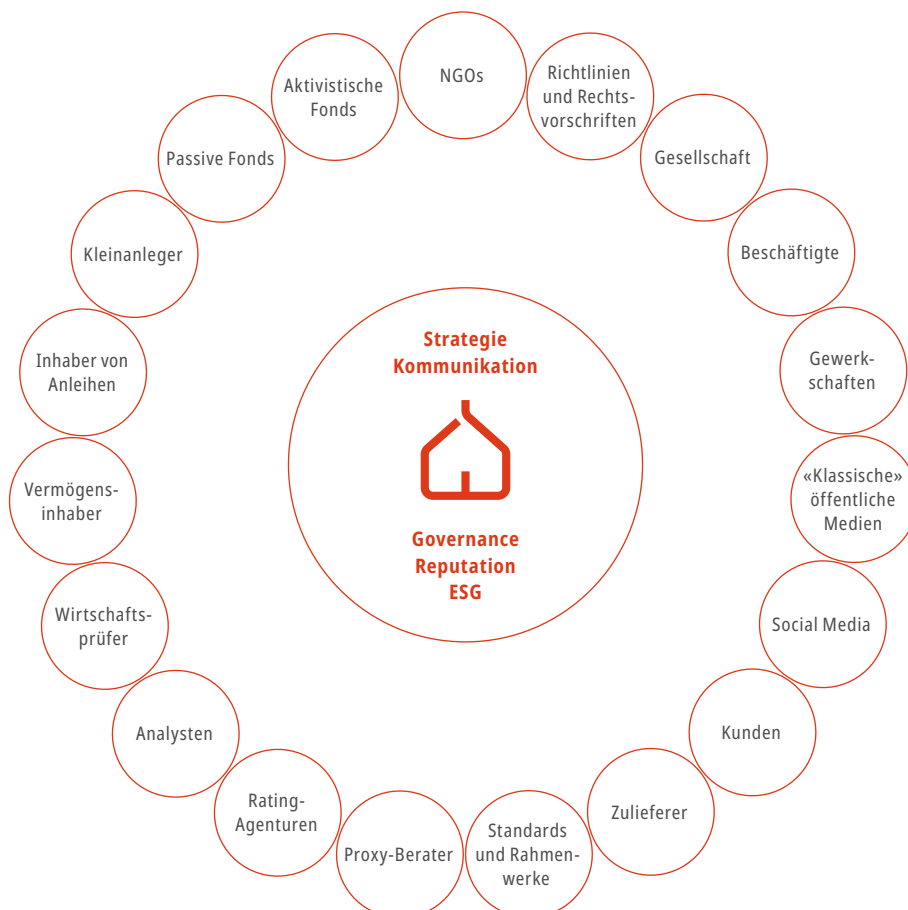 NGOs
Richtlinien
und Rechts-
vorschriften
Gesellschaft
Beschäftigte
Gewerk-
schaften
«Klassische»
öffentliche
Medien
Social Media
Kunden
Zulieferer
Standards
und Rahmen-
werke
Proxy-Berater
Rating-
Agenturen
Analysten
Wirtschafts-
prüfer
Vermögens-
inhaber
Inhaber von
Anleihen
Kleinanleger
Passive Fonds
Aktivistische
Fonds
Strategie
Kommunikation
Governance
Reputation
ESG